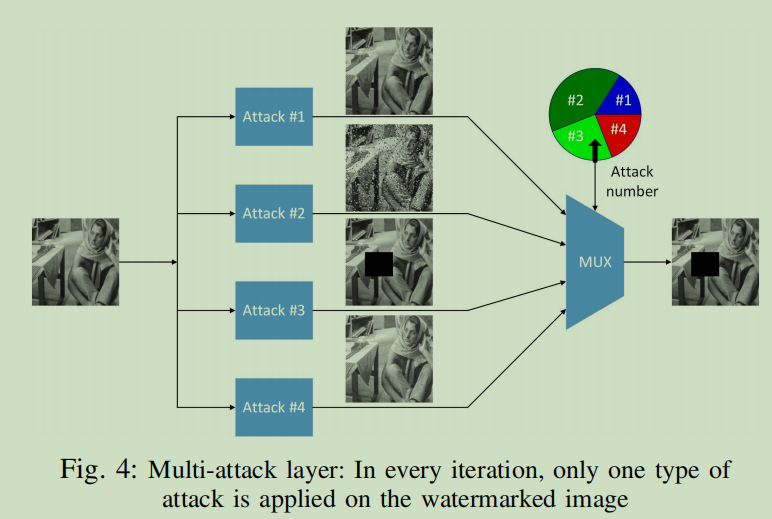 Attack #1
Attack #2
Attack #3
Attack #4
#2
#1
#3
#4
Attack
number
MUX
Fig. 4: Multi-attack layer: In every iteration, only one type of
attack is applied on the watermarked image